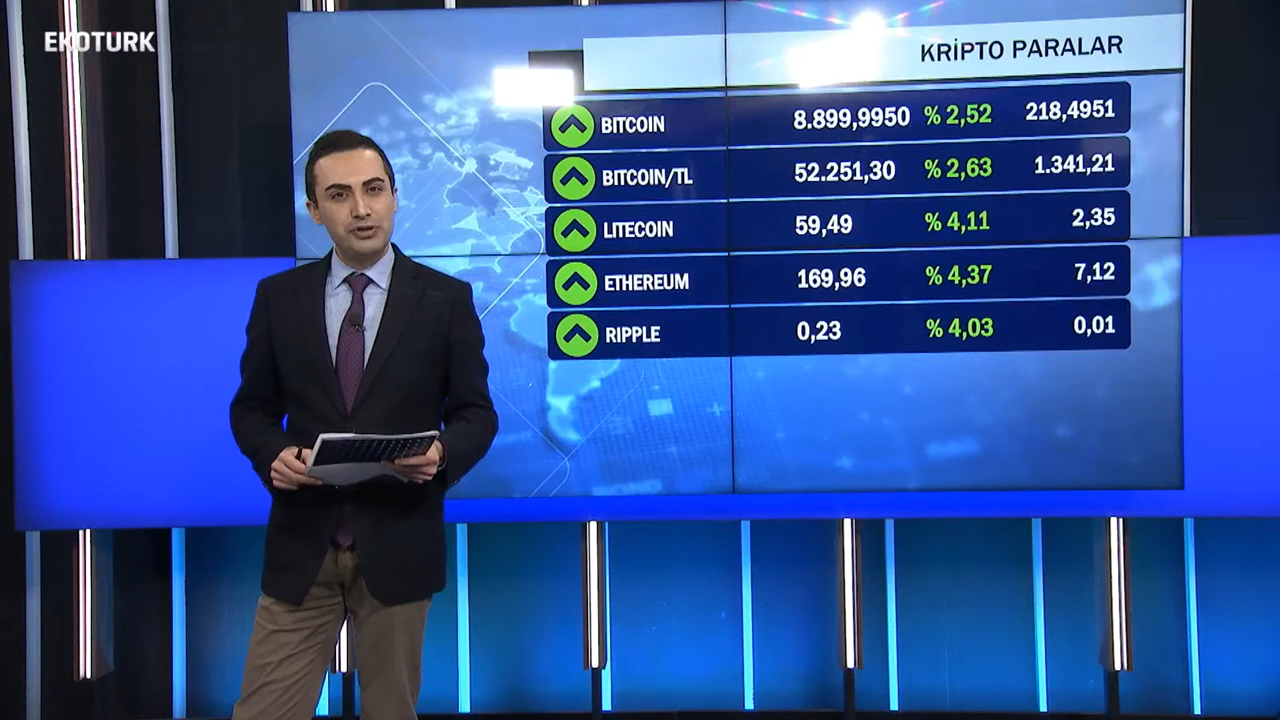 EKOTÜRK
KRİPTO PARALAR
BITCOIN 8.899,9950 % 2,52 218,4951
BITCOIN/TL 52.251,30 % 2,63 1.341,21
LITECOIN 59,49 % 4,11 2,35
ETHEREUM 169,96 % 4,37 7,12
RIPPLE 0,23 % 4,03 0,01